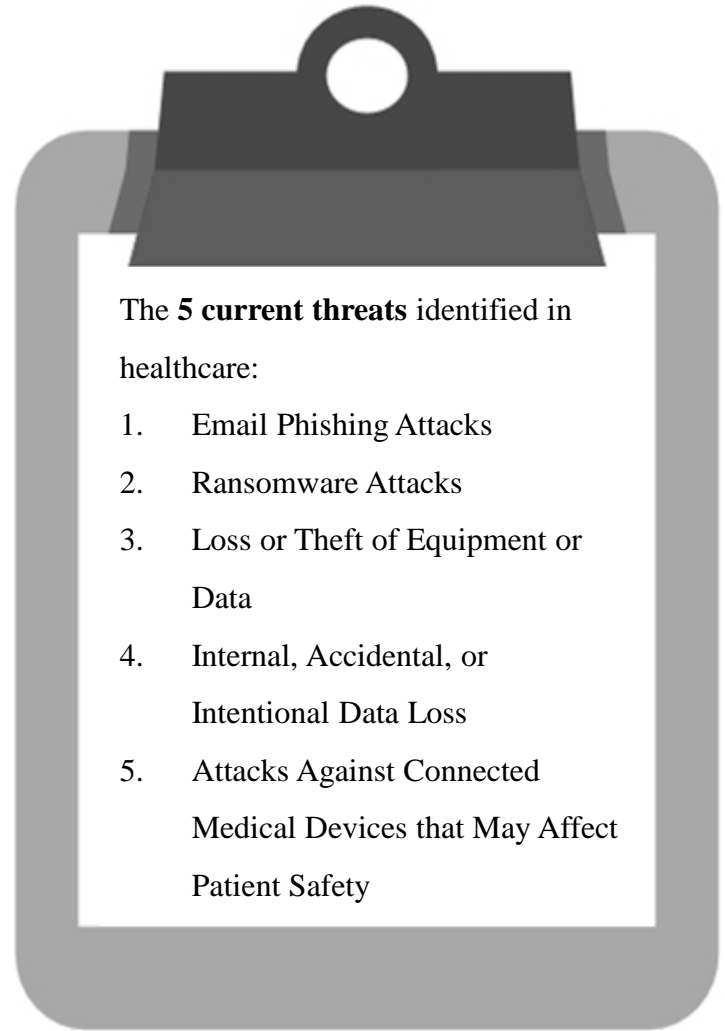 The 5 current threats identified in
healthcare:
1. Email Phishing Attacks
2. Ransomware Attacks
3. Loss or Theft of Equipment or
Data
4. Internal, Accidental, or
Intentional Data Loss
5. Attacks Against Connected
Medical Devices that May Affect
Patient Safety